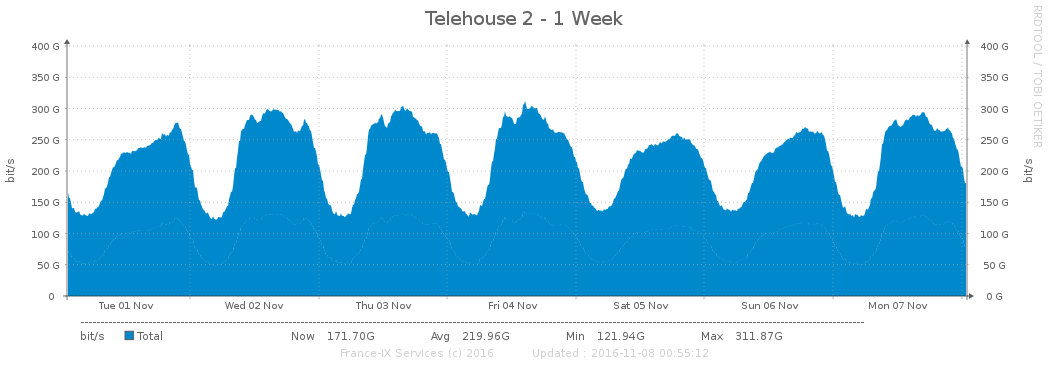 Telehouse 2 - 1 Week
RRDTOOL / TOBI OETIKER
400 G 400 G
350 G 350 G
300 G 300 G
250 G 250 G
200 G 200 G
150 G 150 G
100 G 100 G
50 G 50 G
0 0 G
bit/s bit/s
Tue 01 Nov Wed 02 Nov Thu 03 Nov Fri 04 Nov Sat 05 Nov Sun 06 Nov Mon 07 Nov
bit/s Total Now 171.70G Avg 219.96G Min 121.94G Max 311.87G
France-IX Services (c) 2016 Updated : 2016-11-08 00:55:12